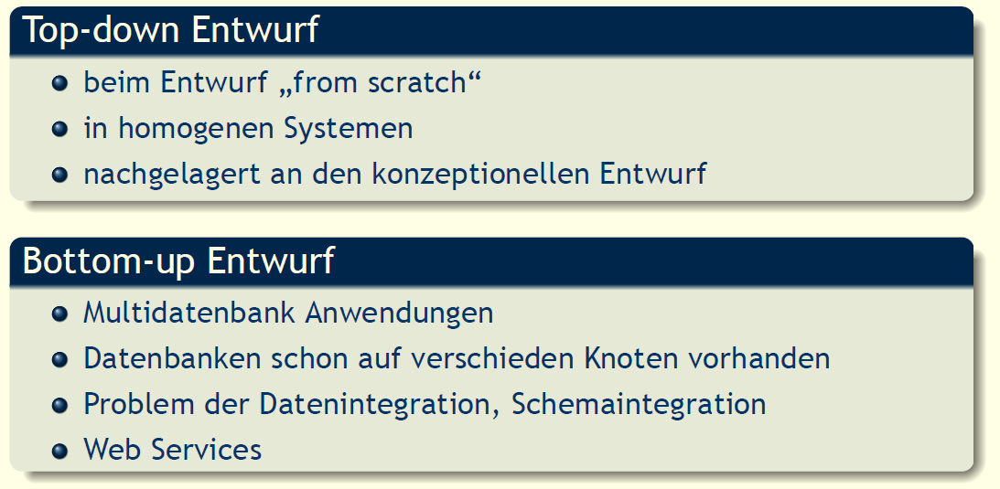 Top-down Entwurf
beim Entwurf „from scratch“
in homogenen Systemen
nachgelagert an den konzeptionellen Entwurf
Bottom-up Entwurf
Multidatenbank Anwendungen
Datenbanken schon auf verschieden Knoten vorhanden
Problem der Datenintegration, Schemaintegration
Web Services